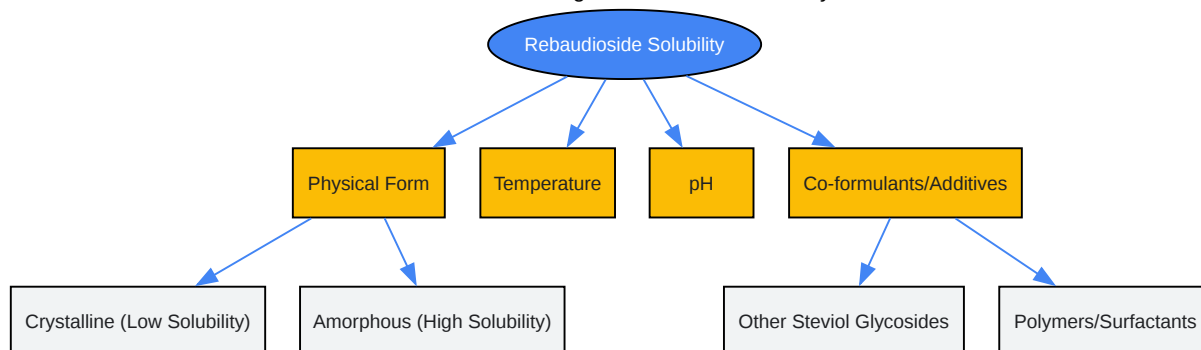 Rebaudioside Solubility
Physical Form
Temperature
pH
Co-formulants/Additives
Crystalline (Low Solubility)
Amorphous (High Solubility)
Other Steviol Glycosides
Polymers/Surfactants